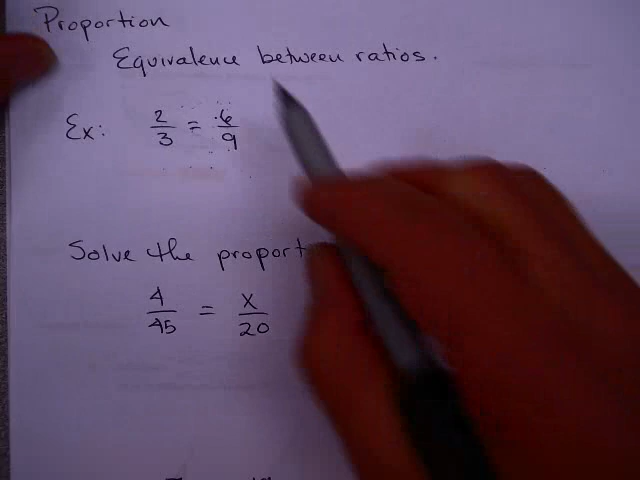 Proportion
Equivalence between ratios.
Ex: 2/3 = 6/9
Solve the proport
4/45 = x/20